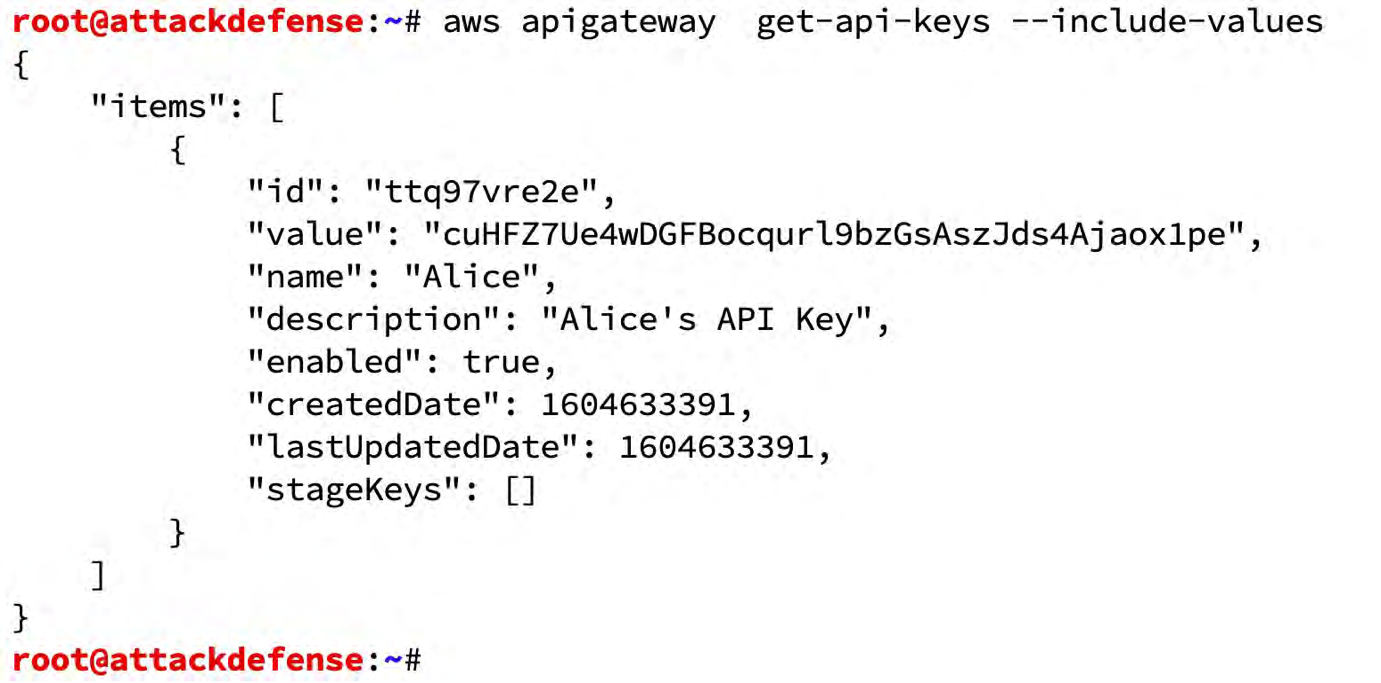 root@attackdefense:~# aws apigateway  get-api-keys --include-values
{
    "items": [
        {
            "id": "ttq97vre2e",
            "value": "cuHFZ7Ue4wDGFBocqurl9bzGsAszJds4Ajaox1pe",
            "name": "Alice",
            "description": "Alice's API Key",
            "enabled": true,
            "createdDate": 1604633391,
            "lastUpdatedDate": 1604633391,
            "stageKeys": []
        }
    ]
}
root@attackdefense:~#